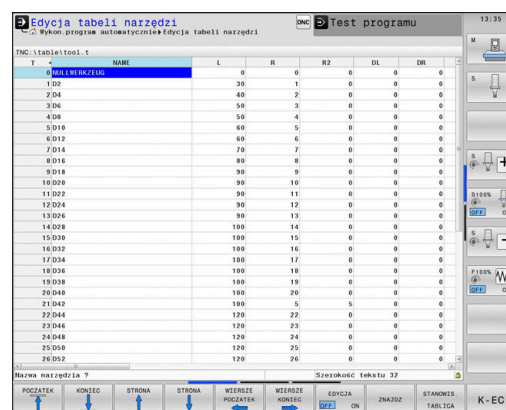 Edycja tabeli narzędzi
DNC
Test programu
13:35
Wykon.program automatycznie▸Edycja tabeli narzędzi
TNC:\table\tool.t
T NAME L R R2 DL DR
0 NULLWERKZEUG 0 0 0 0 0
1 D2 30 1 0 0 0
2 D4 40 2 0 0 0
3 D6 50 3 0 0 0
4 D8 50 4 0 0 0
5 D10 60 5 0 0 0
6 D12 60 6 0 0 0
7 D14 70 7 0 0 0
8 D16 80 8 0 0 0
9 D18 90 9 0 0 0
10 D20 90 10 0 0 0
11 D22 90 11 0 0 0
12 D24 90 12 0 0 0
13 D26 90 13 0 0 0
14 D28 100 14 0 0 0
15 D30 100 15 0 0 0
16 D32 100 16 0 0 0
17 D34 100 17 0 0 0
18 D36 100 18 0 0 0
19 D38 100 19 0 0 0
20 D40 100 20 0 0 0
21 D42 100 5 5 0 0
22 D44 120 22 0 0 0
23 D46 120 23 0 0 0
24 D48 120 24 0 0 0
25 D50 120 25 0 0 0
26 D52 120 26 0 0 0
Nazwa narzędzia ?
Szerokość tekstu 32
M
S
S
S100%
OFF
S
F100%
OFF
POCZĄTEK
KONIEC
STRONA
STRONA
WIERSZE POCZĄTEK
WIERSZE KONIEC
EDYCJA
OFF ON
ZNAJDZ
STANOWIS.
TABLICA
K-EC